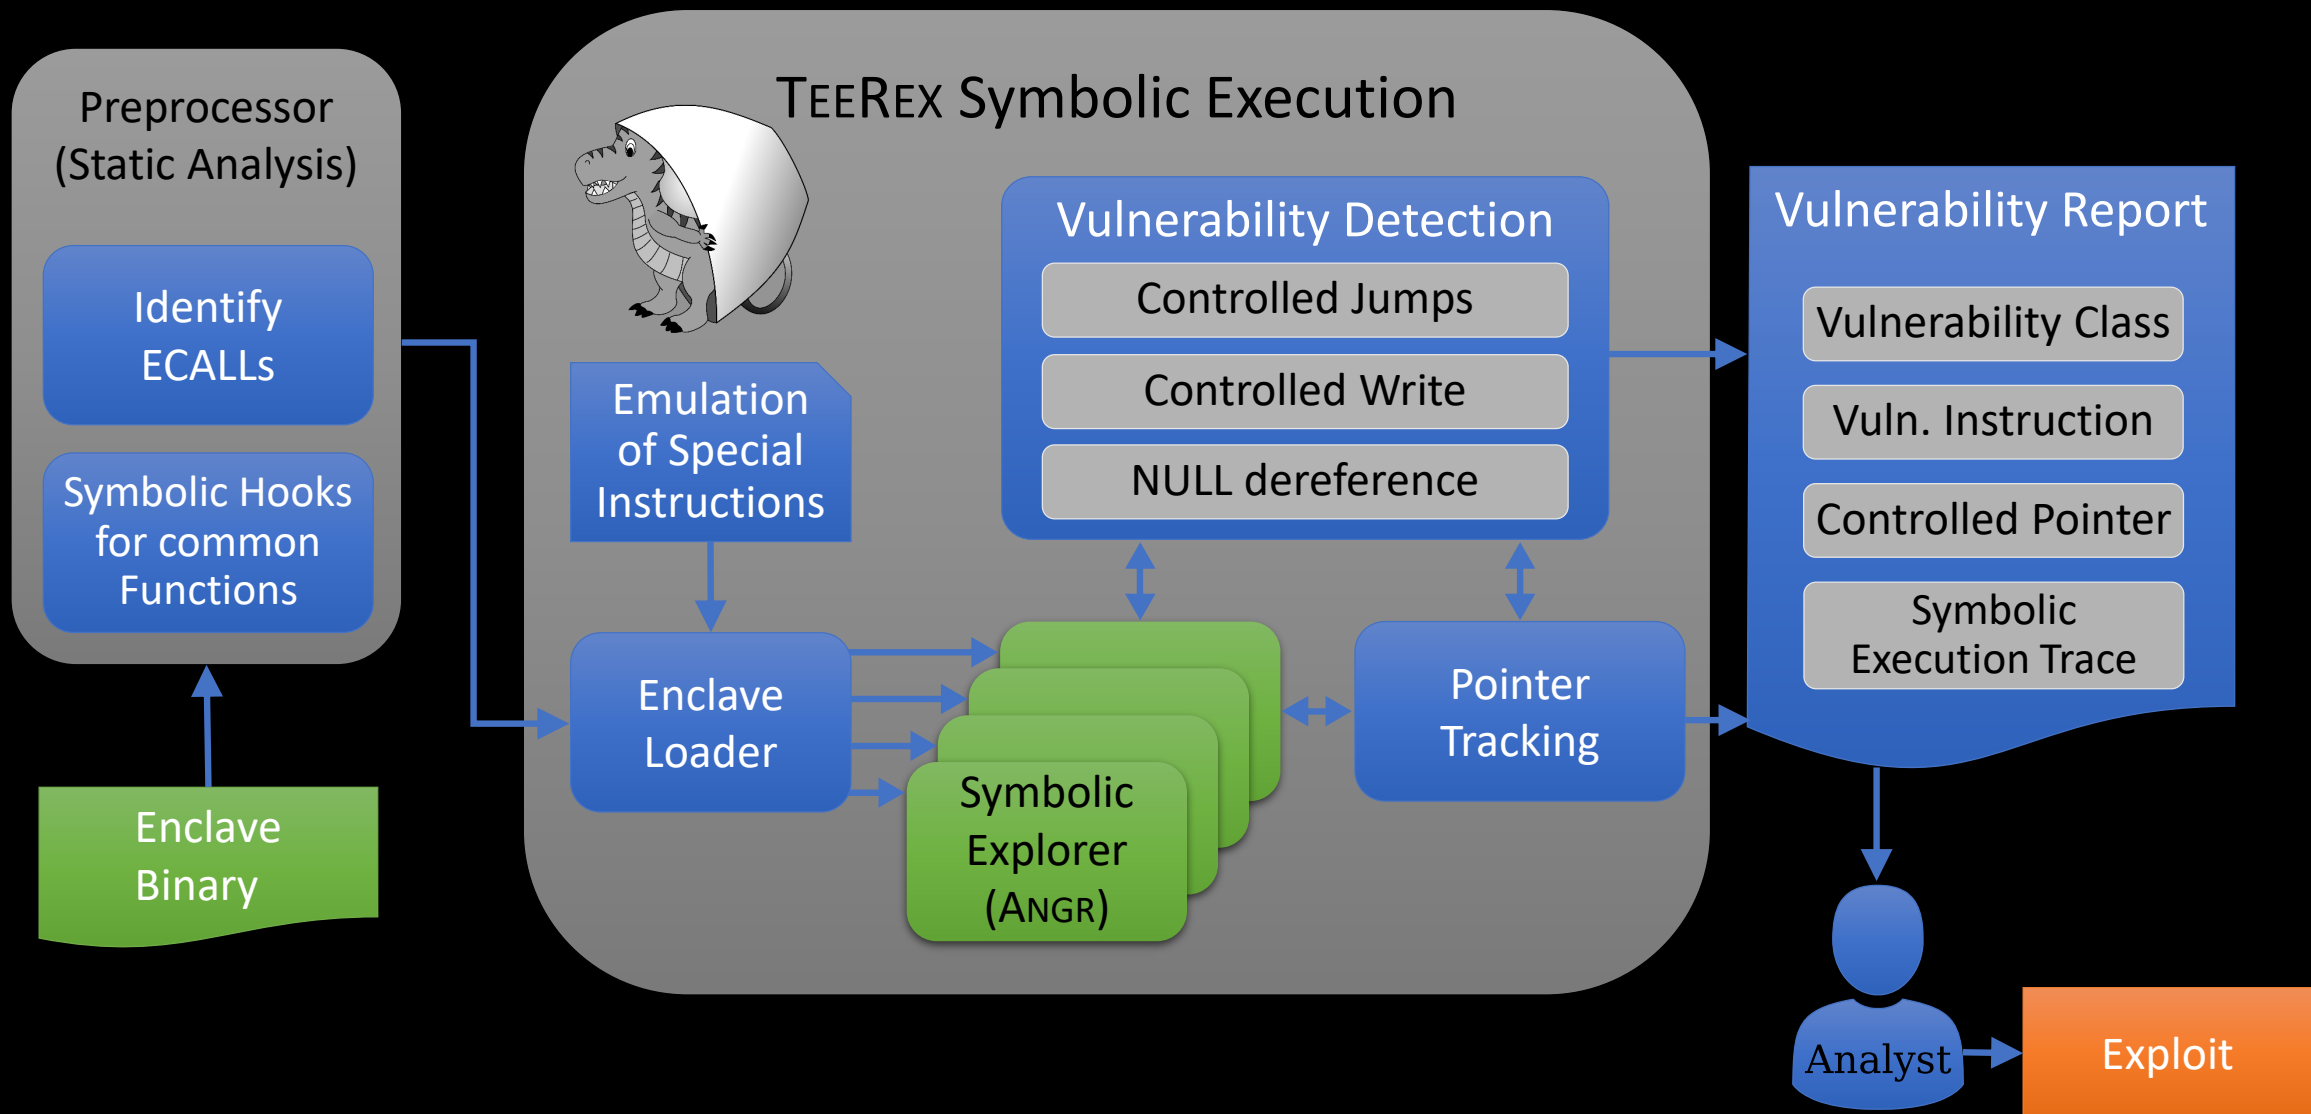 Preprocessor
(Static Analysis)
Identify
ECALLs
Symbolic Hooks
for common
Functions
Enclave
Binary
TEEREX Symbolic Execution
Emulation
of Special
Instructions
Enclave
Loader
Vulnerability Detection
Controlled Jumps
Controlled Write
NULL dereference
Symbolic
Explorer
(ANGR)
Pointer
Tracking
Vulnerability Report
Vulnerability Class
Vuln. Instruction
Controlled Pointer
Symbolic
Execution Trace
Analyst
Exploit